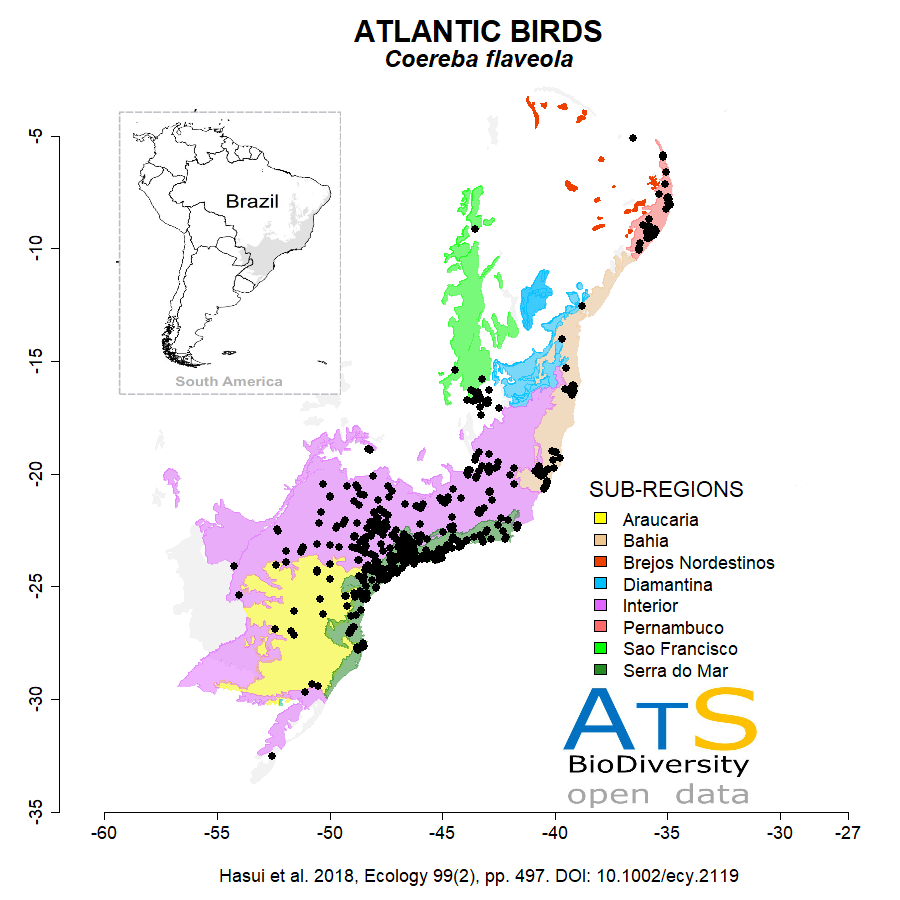 ATLANTIC BIRDS
Coereba flaveola
Brazil
South America
-5
-10
-15
-20
-25
-30
-35
-60
-55
-50
-45
-40
-35
-30
-27
SUB-REGIONS
Araucaria
Bahia
Brejos Nordestinos
Diamantina
Interior
Pernambuco
Sao Francisco
Serra do Mar
ATS
BioDiversity
open data
Hasui et al. 2018, Ecology 99(2), pp. 497. DOI: 10.1002/ecy.2119